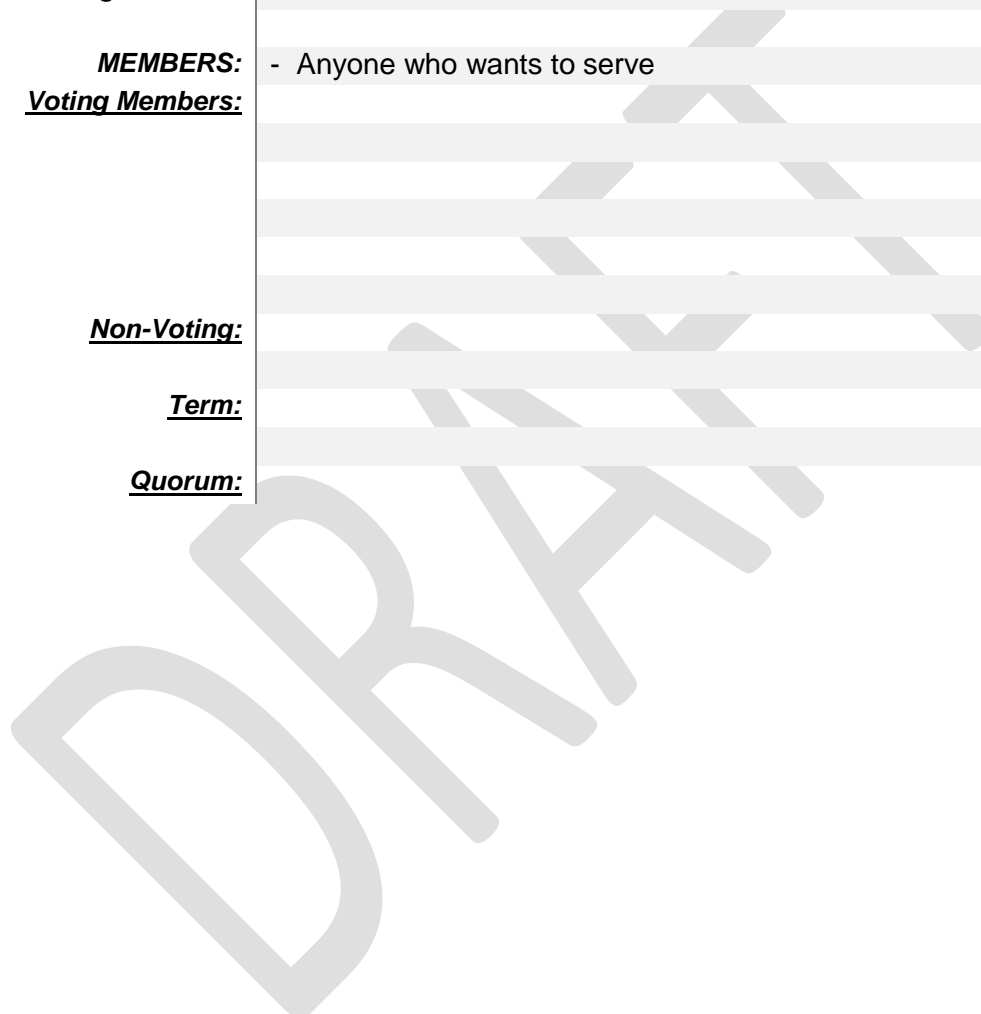 MEMBERS: - Anyone who wants to serve
Voting Members:
Non-Voting:
Term:
Quorum:
DRAFT